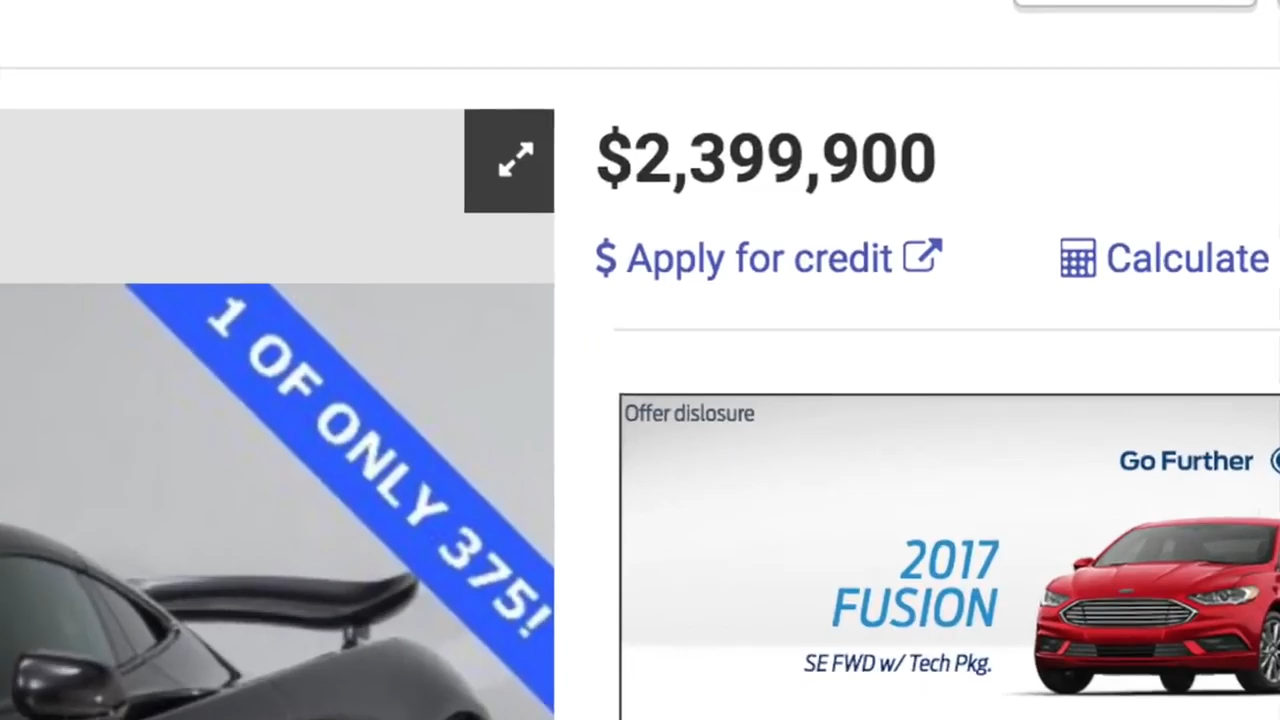 $2,399,900
$ Apply for credit
Calculate
1 OF ONLY 375!
Offer dislosure
Go Further
2017
FUSION
SE FWD w/ Tech Pkg.